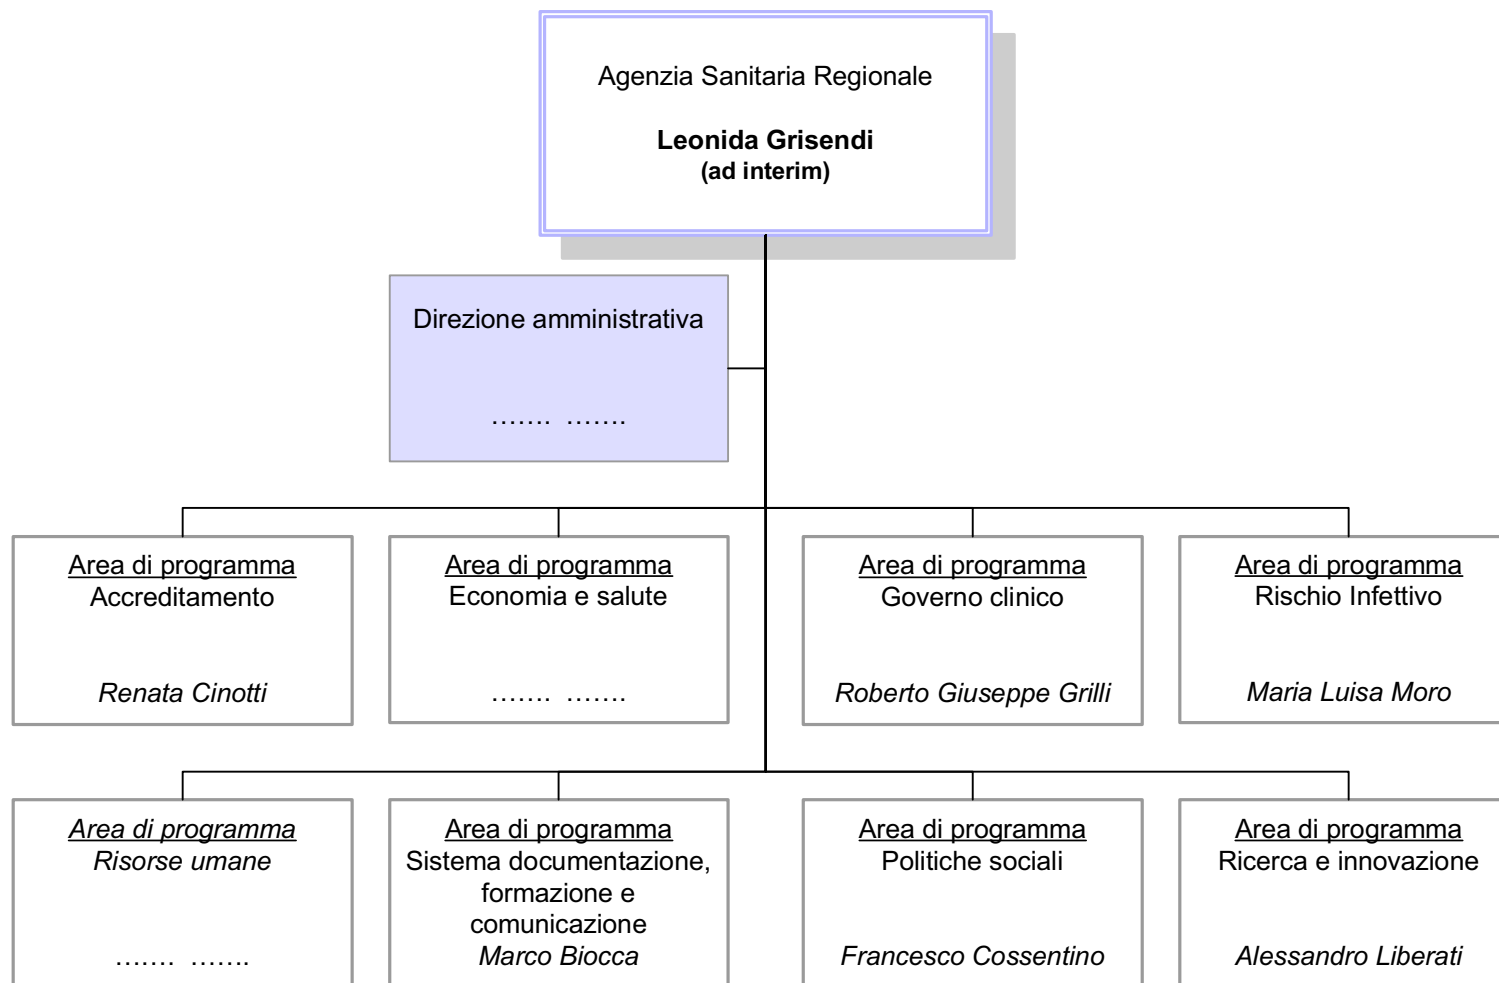 Agenzia Sanitaria Regionale
Leonida Grisendi
(ad interim)
Direzione amministrativa
……. …….
Area di programma
Accreditamento
Renata Cinotti
Area di programma
Economia e salute
……. …….
Area di programma
Governo clinico
Roberto Giuseppe Grilli
Area di programma
Rischio Infettivo
Maria Luisa Moro
Area di programma
Risorse umane
……. …….
Area di programma
Sistema documentazione,
formazione e
comunicazione
Marco Biocca
Area di programma
Politiche sociali
Francesco Cossentino
Area di programma
Ricerca e innovazione
Alessandro Liberati